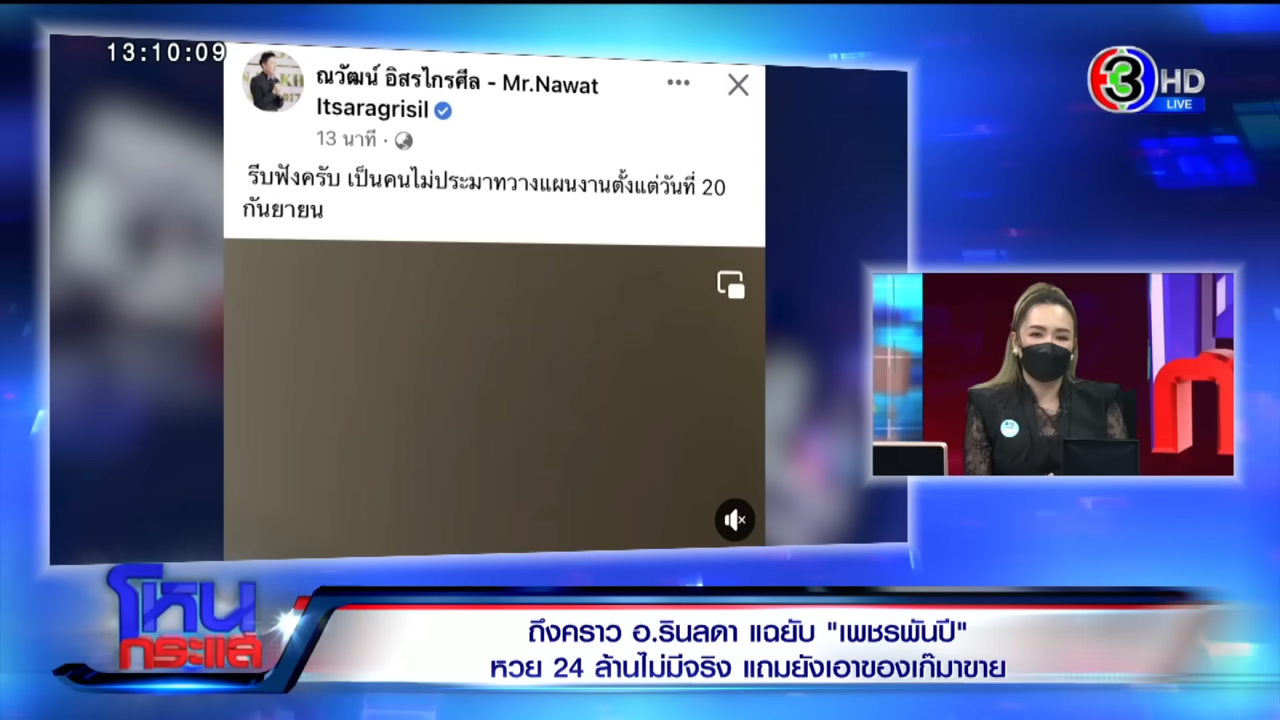 13:10:09
ณวัฒน์ อิสรไกรศีล - Mr.Nawat
Itsaragrisil
13 นาที ·
รีบฟังครับ เป็นคนไม่ประมาทวางแผนงานตั้งแต่วันที่ 20
กันยายน
3 HD
LIVE
โหนกระแส
ถึงคราว อ.รินลดา แฉยับ "เพชรพันปี"
หวย 24 ล้านไม่มีจริง แถมยังเอาของเก๊มาขาย